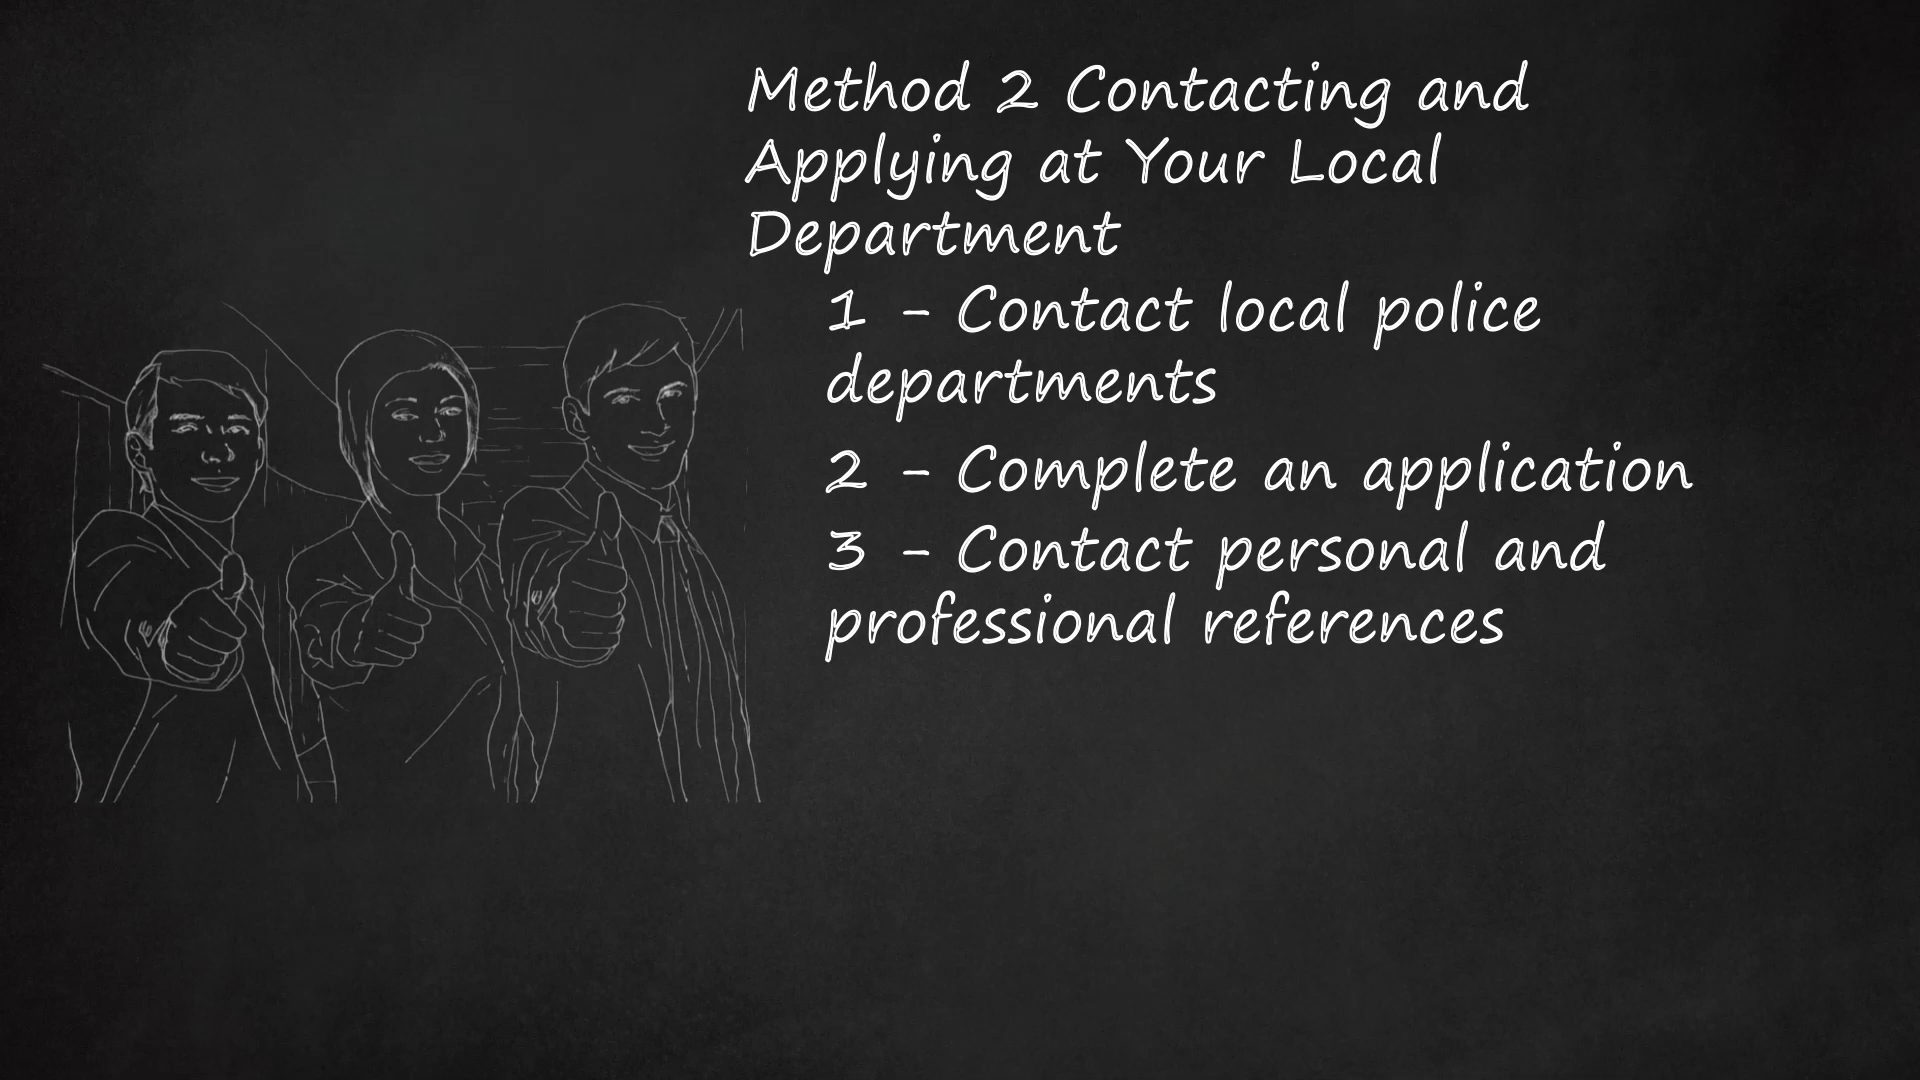 Method 2 Contacting and
Applying at Your Local
Department
1 - Contact local police
departments
2 - Complete an application
3 - Contact personal and
professional references